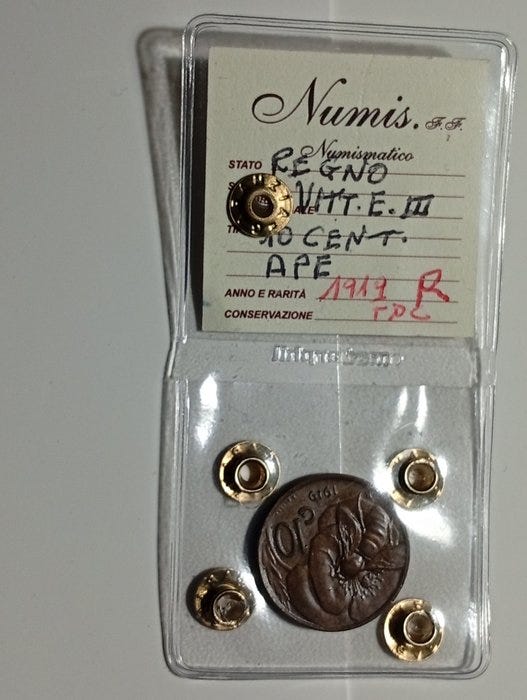 Numis. F.F.
Numismatico
STATO REGNO
VITT. E. III
10 CENT.
APE
ANNO E RARITÀ 1919 R
CONSERVAZIONE FDC
1919
C.10